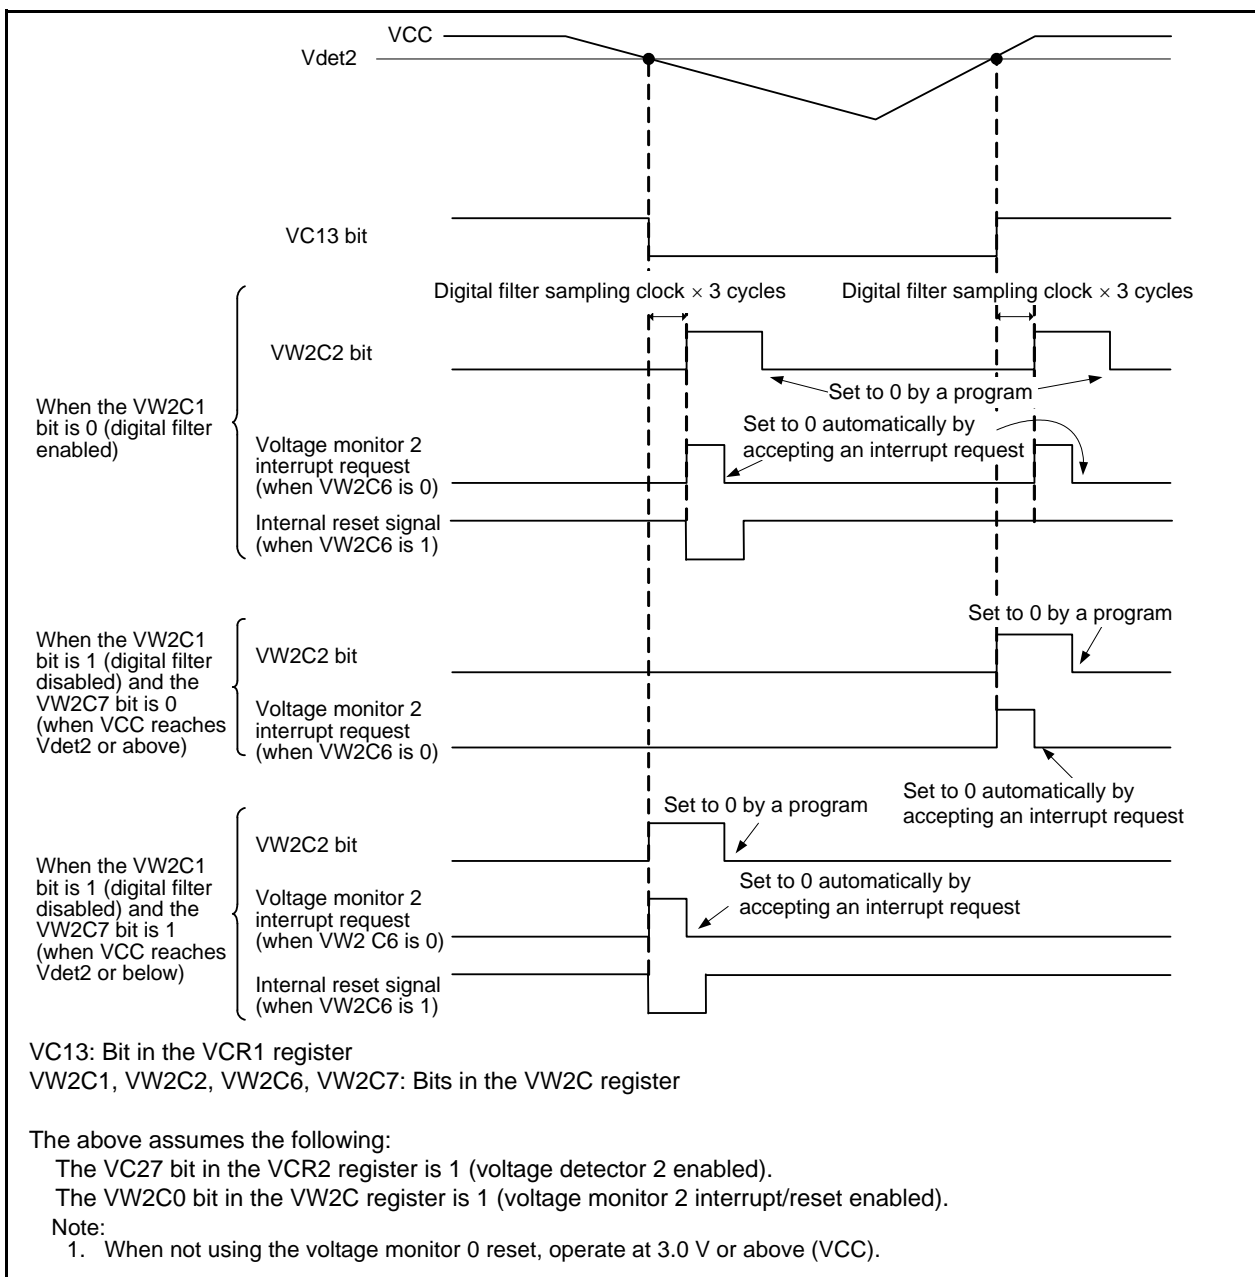 VCC
Vdet2
VC13 bit
Digital filter sampling clock × 3 cycles
Digital filter sampling clock × 3 cycles
When the VW2C1
bit is 0 (digital filter
enabled)
VW2C2 bit
Set to 0 by a program
Voltage monitor 2
interrupt request
(when VW2C6 is 0)
Set to 0 automatically by
accepting an interrupt request
Internal reset signal
(when VW2C6 is 1)
When the VW2C1
bit is 1 (digital filter
disabled) and the
VW2C7 bit is 0
(when VCC reaches
Vdet2 or above)
VW2C2 bit
Set to 0 by a program
Voltage monitor 2
interrupt request
(when VW2C6 is 0)
Set to 0 automatically by
accepting an interrupt request
When the VW2C1
bit is 1 (digital filter
disabled) and the
VW2C7 bit is 1
(when VCC reaches
Vdet2 or below)
VW2C2 bit
Set to 0 by a program
Voltage monitor 2
interrupt request
(when VW2 C6 is 0)
Set to 0 automatically by
accepting an interrupt request
Internal reset signal
(when VW2C6 is 1)
VC13: Bit in the VCR1 register
VW2C1, VW2C2, VW2C6, VW2C7: Bits in the VW2C register
The above assumes the following:
The VC27 bit in the VCR2 register is 1 (voltage detector 2 enabled).
The VW2C0 bit in the VW2C register is 1 (voltage monitor 2 interrupt/reset enabled).
Note:
1. When not using the voltage monitor 0 reset, operate at 3.0 V or above (VCC).